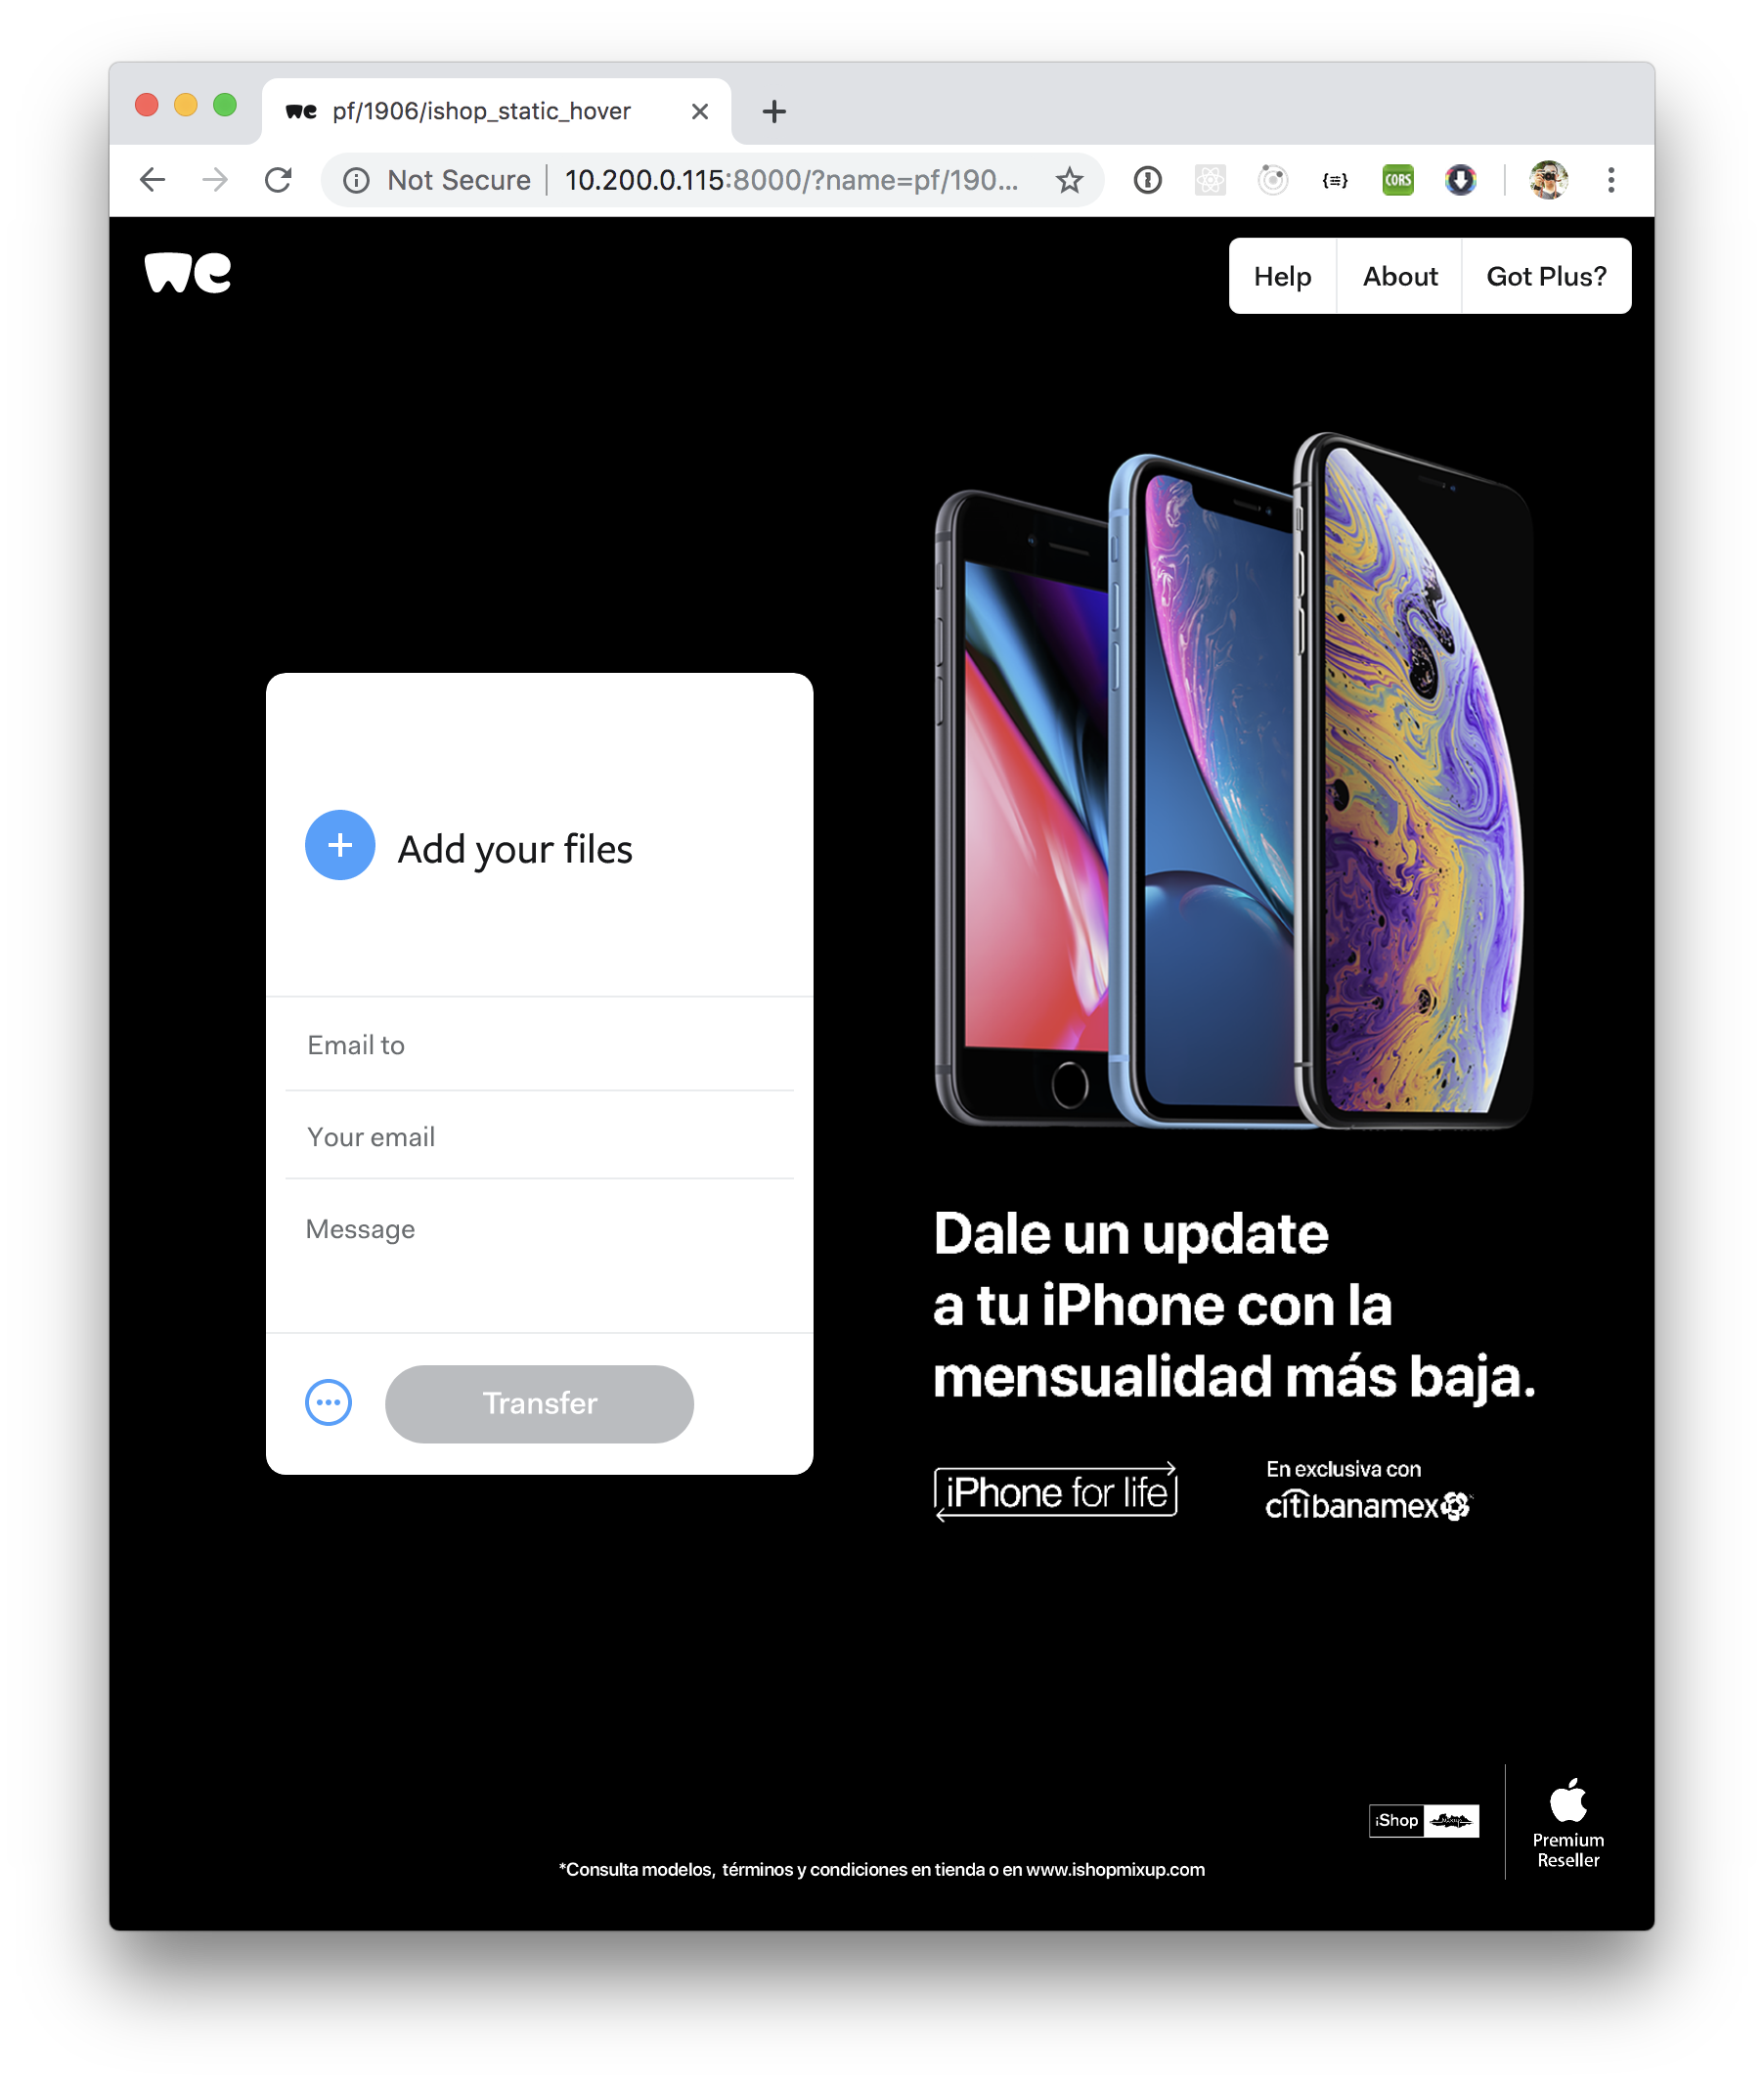 we pf/1906/ishop_static_hover
Not Secure 10.200.0.115:8000/?name=pf/190...
CORS
we
Help About Got Plus?
Add your files
Email to
Your email
Message
Transfer
Dale un update
a tu iPhone con la
mensualidad más baja.
iPhone for life
En exclusiva con
citibanamex
iShop
Premium
Reseller
*Consulta modelos, términos y condiciones en tienda o en www.ishopmixup.com